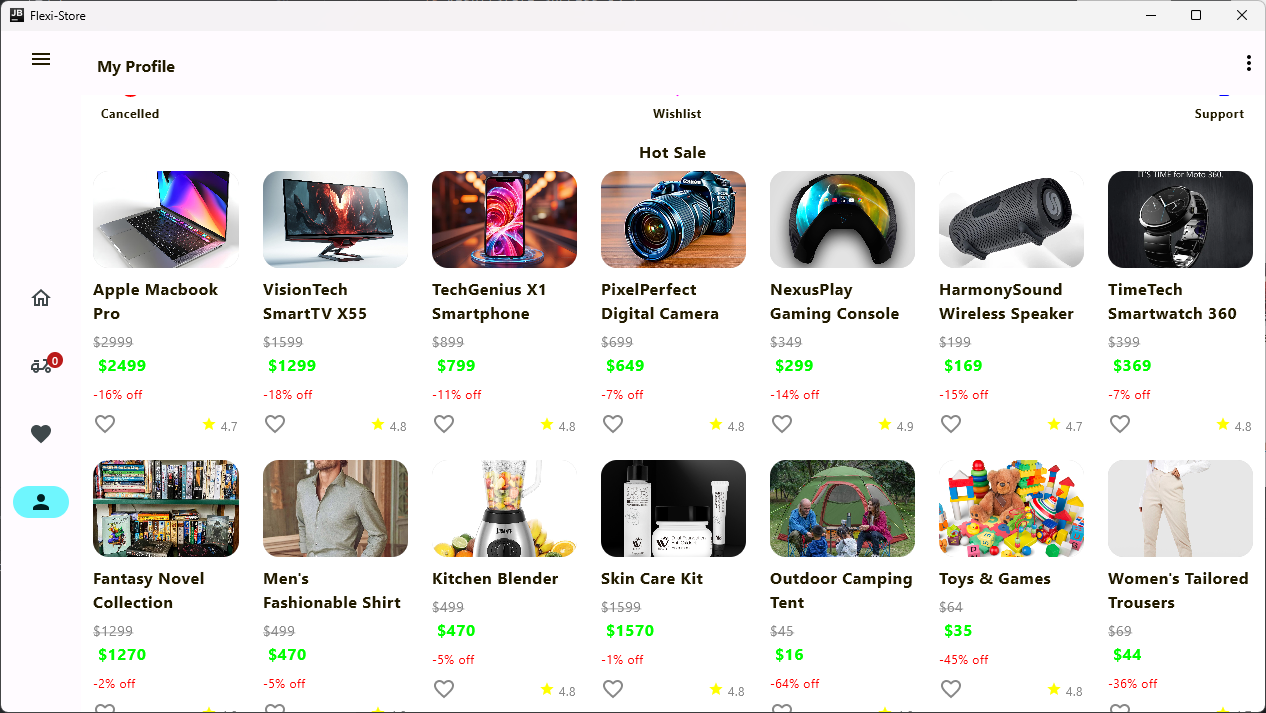 JB Flexi-Store
My Profile
Cancelled Wishlist Support
Hot Sale
IT'S TIME for Moto 360.
Apple Macbook Pro
$2999
$2499
-16% off
4.7
VisionTech
SmartTV X55
$1599
$1299
-18% off
4.8
TechGenius X1
Smartphone
$899
$799
-11% off
4.8
PixelPerfect
Digital Camera
$699
$649
-7% off
4.8
NexusPlay
Gaming Console
$349
$299
-14% off
4.9
HarmonySound
Wireless Speaker
$199
$169
-15% off
4.7
TimeTech
Smartwatch 360
$399
$369
-7% off
4.8
0
Fantasy Novel
Collection
$1299
$1270
-2% off
Men's
Fashionable Shirt
$499
$470
-5% off
Kitchen Blender
$499
$470
-5% off
4.8
Skin Care Kit
$1599
$1570
-1% off
4.8
Outdoor Camping
Tent
$45
$16
-64% off
Toys & Games
$64
$35
-45% off
4.8
Women's Tailored
Trousers
$69
$44
-36% off